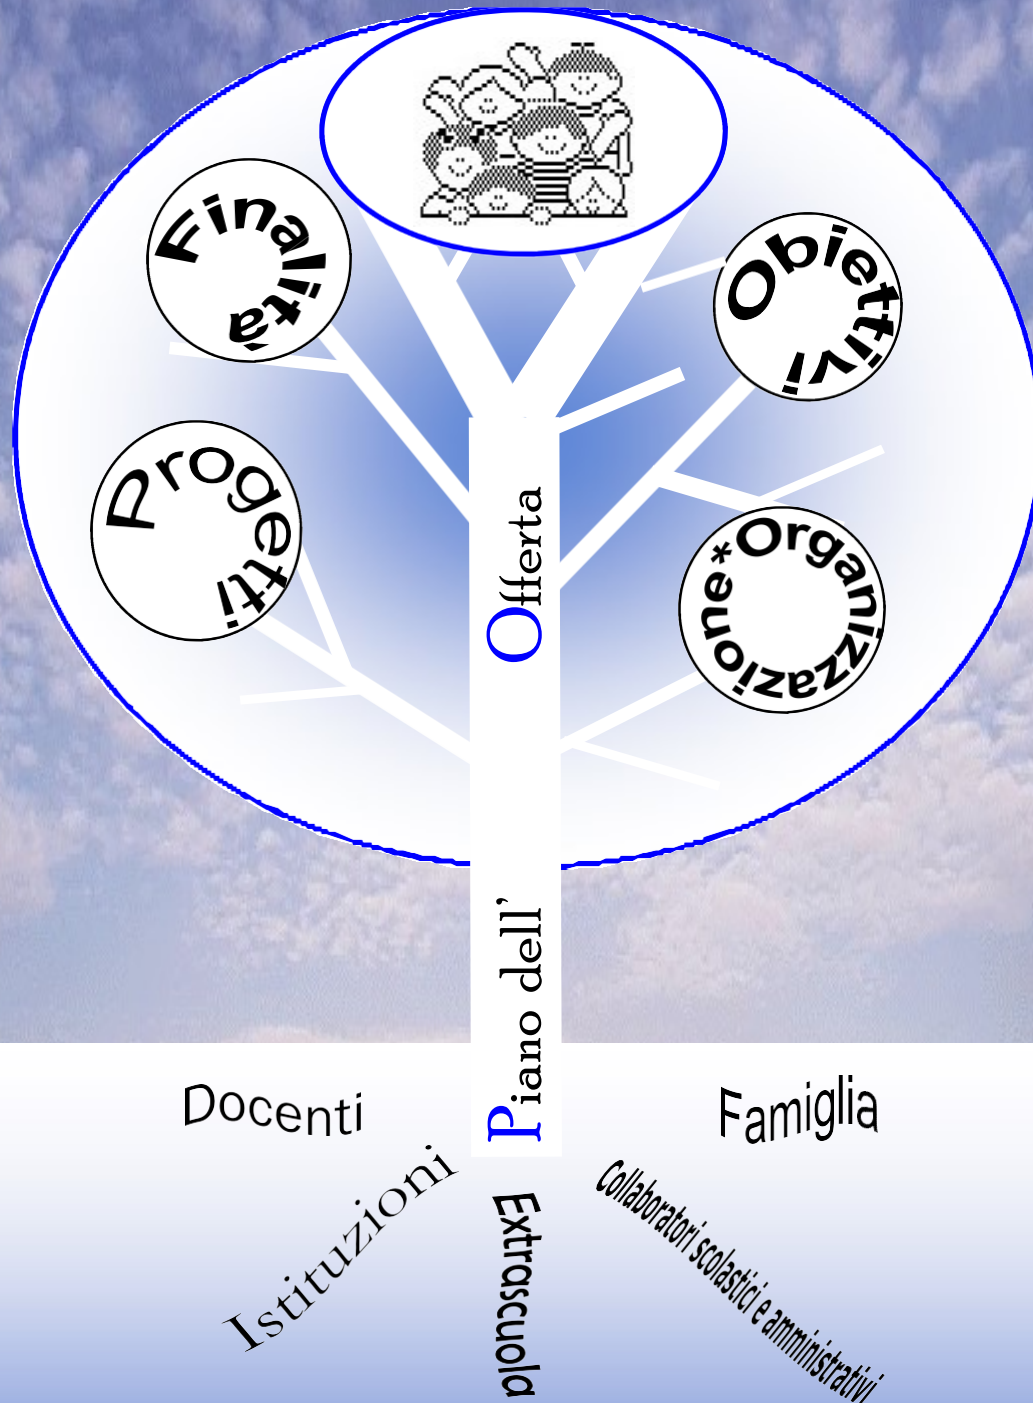 Finalità
Obiettivi
Progetti
Organizzazione*
Piano dell' Offerta
Docenti
Famiglia
Istituzioni
Extrascuola
Collaboratori scolastici e amministrativi